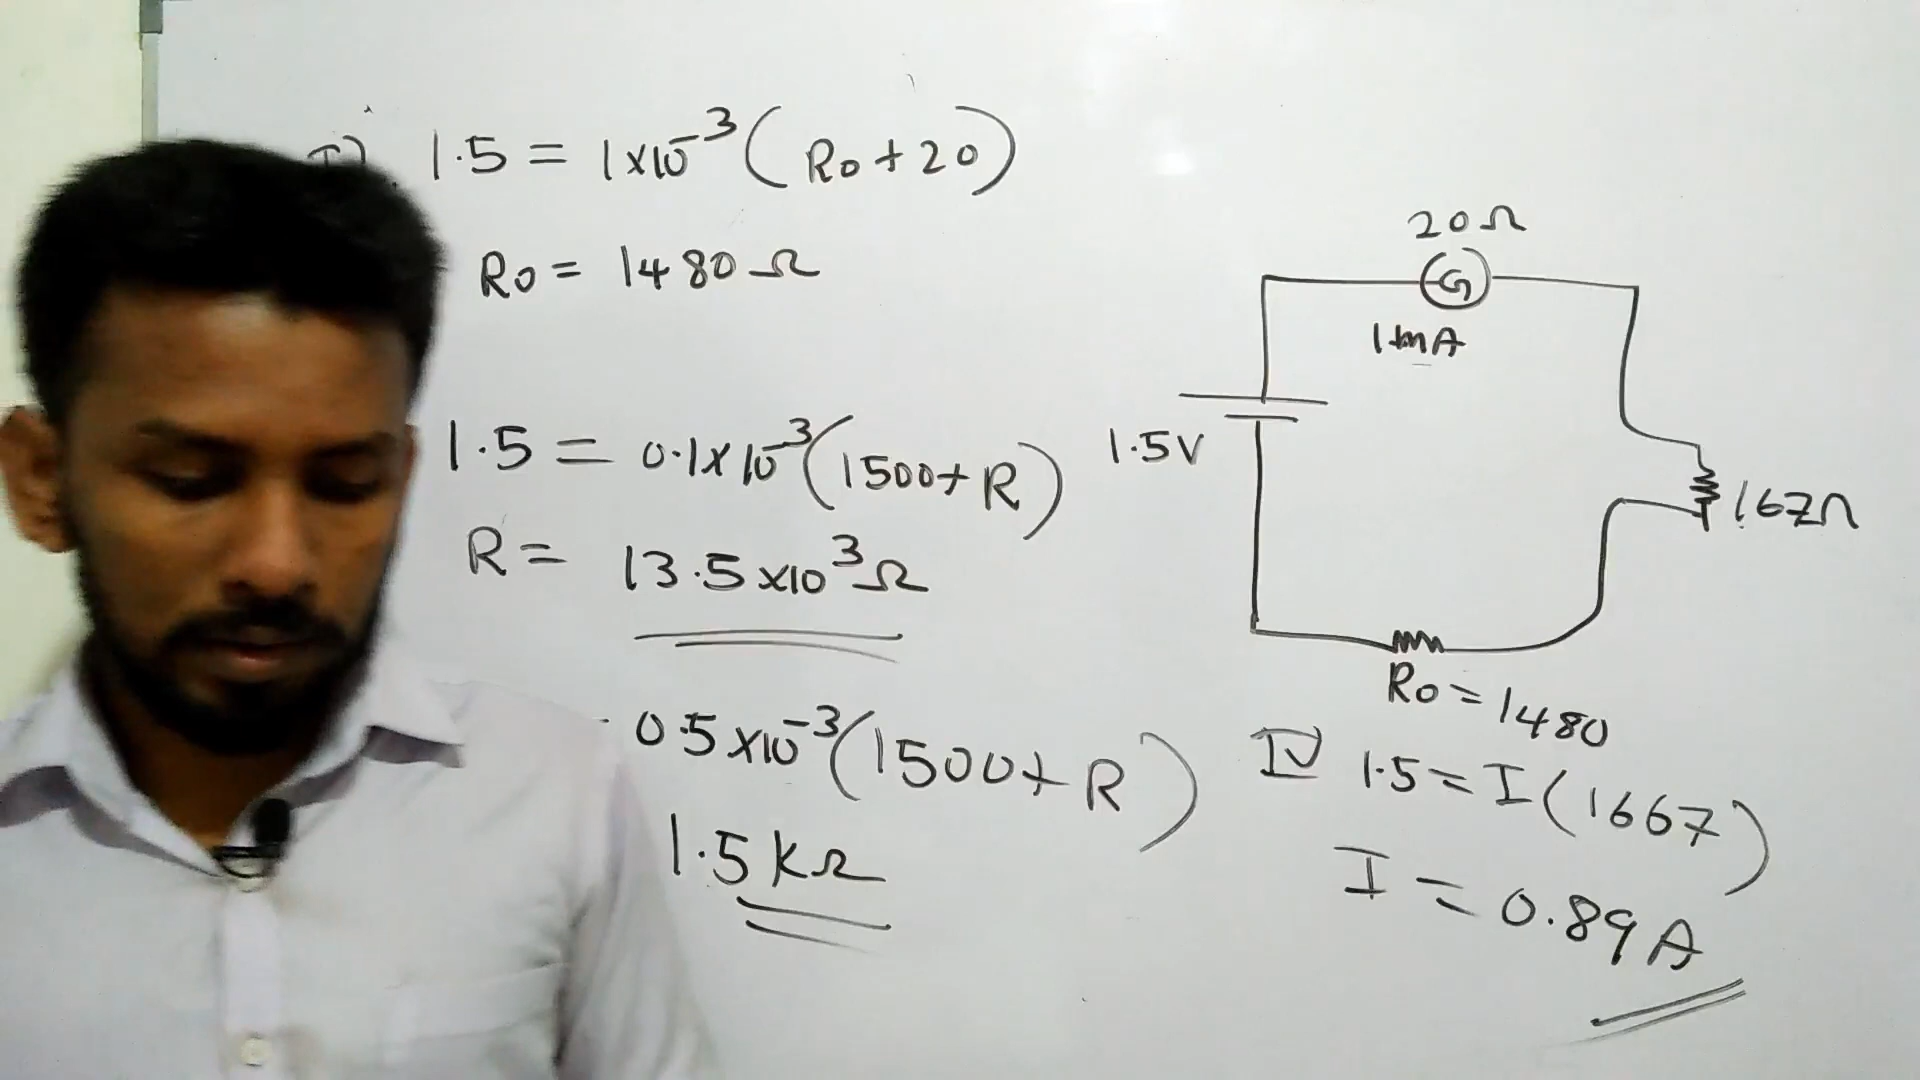 I) 1.5 = 1×10⁻³ (R0 + 20)
R0 = 1480 Ω
1.5 = 0.1×10⁻³ (1500 + R)
R = 13.5×10³ Ω
0.5×10⁻³ (1500 + R)
1.5 kΩ
20Ω
G
1mA
1.5V
167Ω
R0 = 1480
IV 1.5 = I (1667)
I = 0.89A